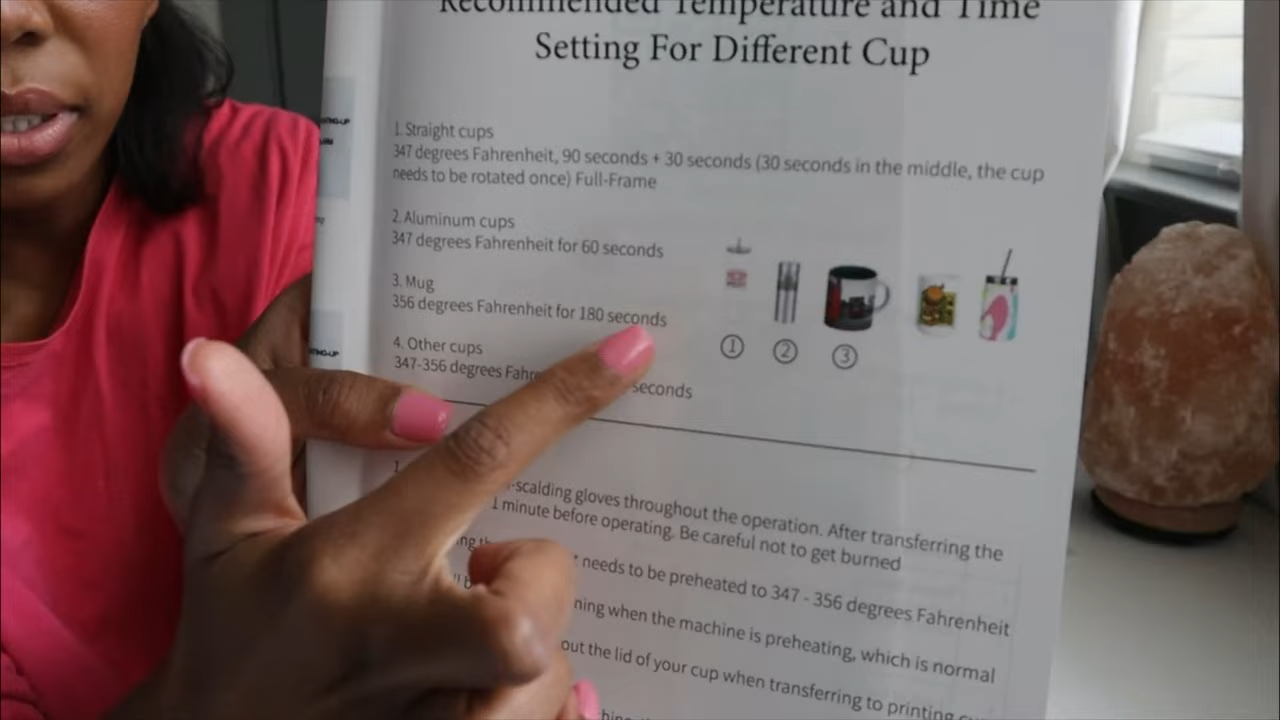 Recommended Temperature and Time
Setting For Different Cup
1. Straight cups
347 degrees Fahrenheit, 90 seconds + 30 seconds (30 seconds in the middle, the cup
needs to be rotated once) Full-Frame
2. Aluminum cups
347 degrees Fahrenheit for 60 seconds
3. Mug
356 degrees Fahrenheit for 180 seconds
4. Other cups
347-356 degrees seconds
① ② ③
1
-scalding gloves throughout the operation. After transferring the
1 minute before operating. Be careful not to get burned
needs to be preheated to 347 - 356 degrees Fahrenheit
when the machine is preheating, which is normal
out the lid of your cup when transferring to printing